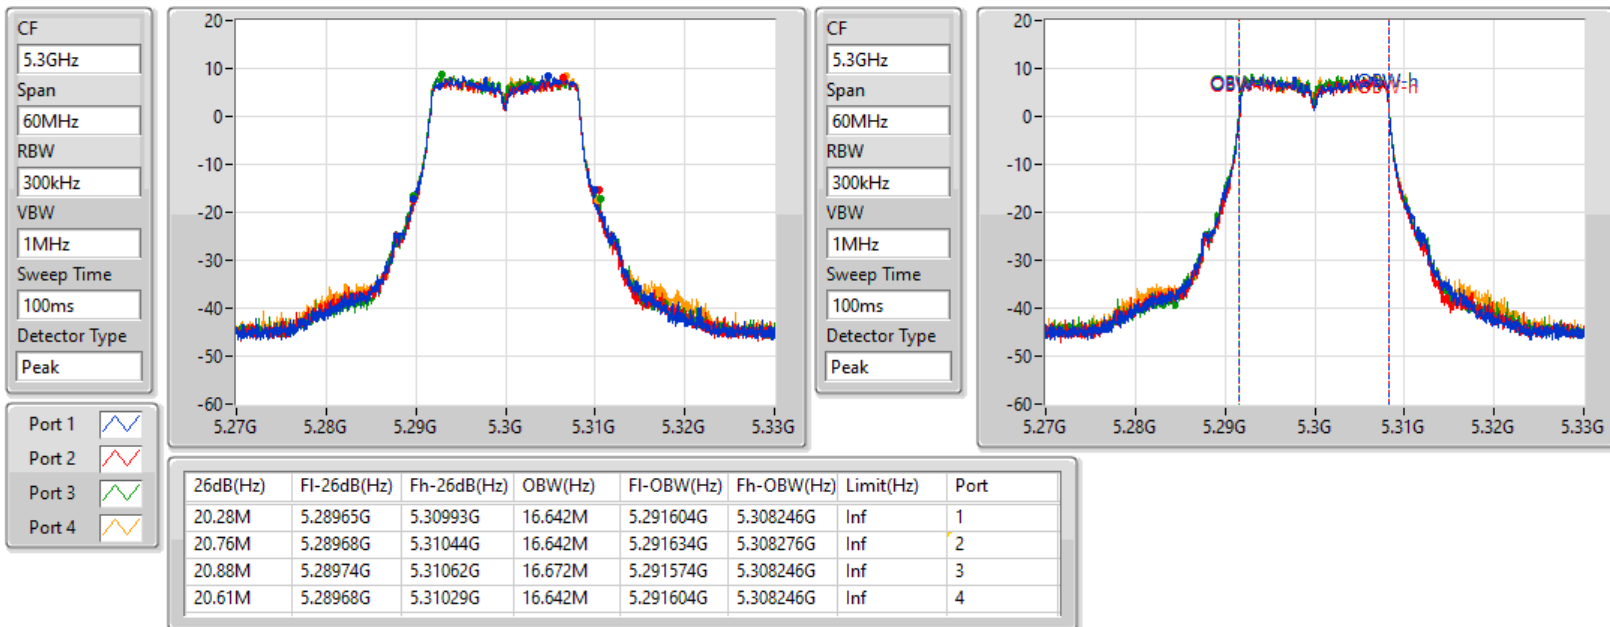 CF
5.3GHz
Span
60MHz
RBW
300kHz
VBW
1MHz
Sweep Time
100ms
Detector Type
Peak
20
10
0
-10
-20
-30
-40
-50
-60
5.27G 5.28G 5.29G 5.3G 5.31G 5.32G 5.33G
CF
5.3GHz
Span
60MHz
RBW
300kHz
VBW
1MHz
Sweep Time
100ms
Detector Type
Peak
20
10
0
-10
-20
-30
-40
-50
-60
OBW-h
OBW-h
5.27G 5.28G 5.29G 5.3G 5.31G 5.32G 5.33G
Port 1
Port 2
Port 3
Port 4
26dB(Hz) Fl-26dB(Hz) Fh-26dB(Hz) OBW(Hz) Fl-OBW(Hz) Fh-OBW(Hz) Limit(Hz) Port
20.28M 5.28965G 5.30993G 16.642M 5.291604G 5.308246G Inf 1
20.76M 5.28968G 5.31044G 16.642M 5.291634G 5.308276G Inf 2
20.88M 5.28974G 5.31062G 16.672M 5.291574G 5.308246G Inf 3
20.61M 5.28968G 5.31029G 16.642M 5.291604G 5.308246G Inf 4